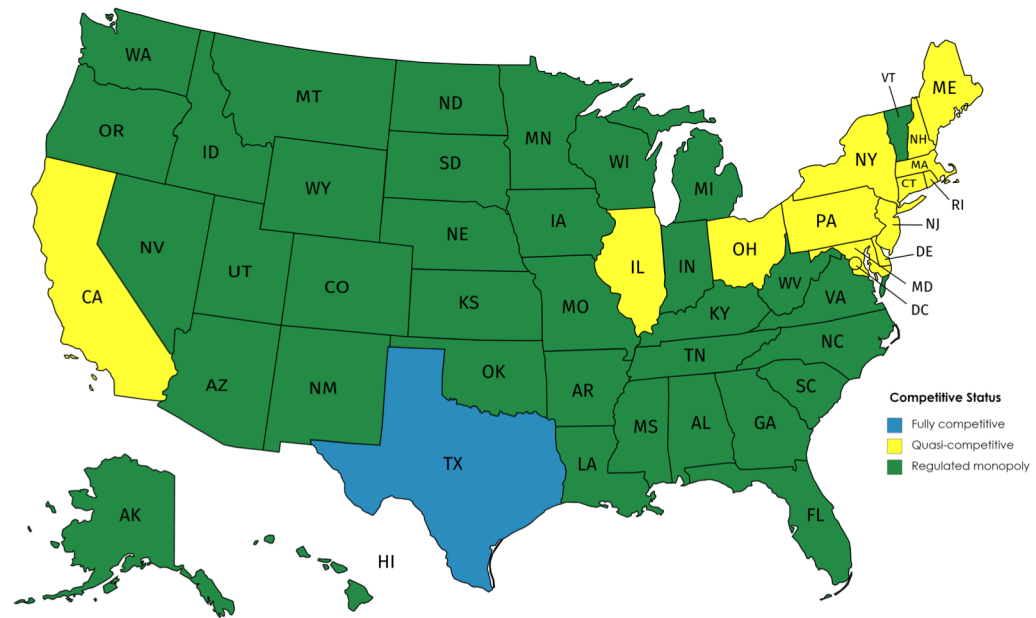 WA
OR
ID
MT
ND
MN
SD
WY
WI
MI
VT
ME
NH
NY
MA
CT
RI
NJ
PA
DE
MD
DC
NE
IA
NV
UT
CO
CA
IL
IN
OH
WV
VA
KS
MO
KY
NC
TN
AZ
NM
OK
AR
SC
MS
AL
GA
TX
LA
FL
AK
HI
Competitive Status
Fully competitive
Quasi-competitive
Regulated monopoly